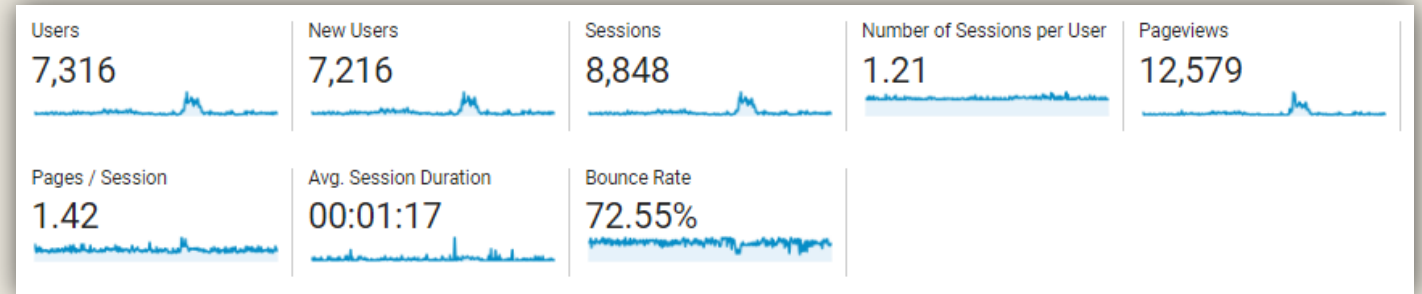 Users
7,316
New Users
7,216
Sessions
8,848
Number of Sessions per User
1.21
Pageviews
12,579
Pages / Session
1.42
Avg. Session Duration
00:01:17
Bounce Rate
72.55%